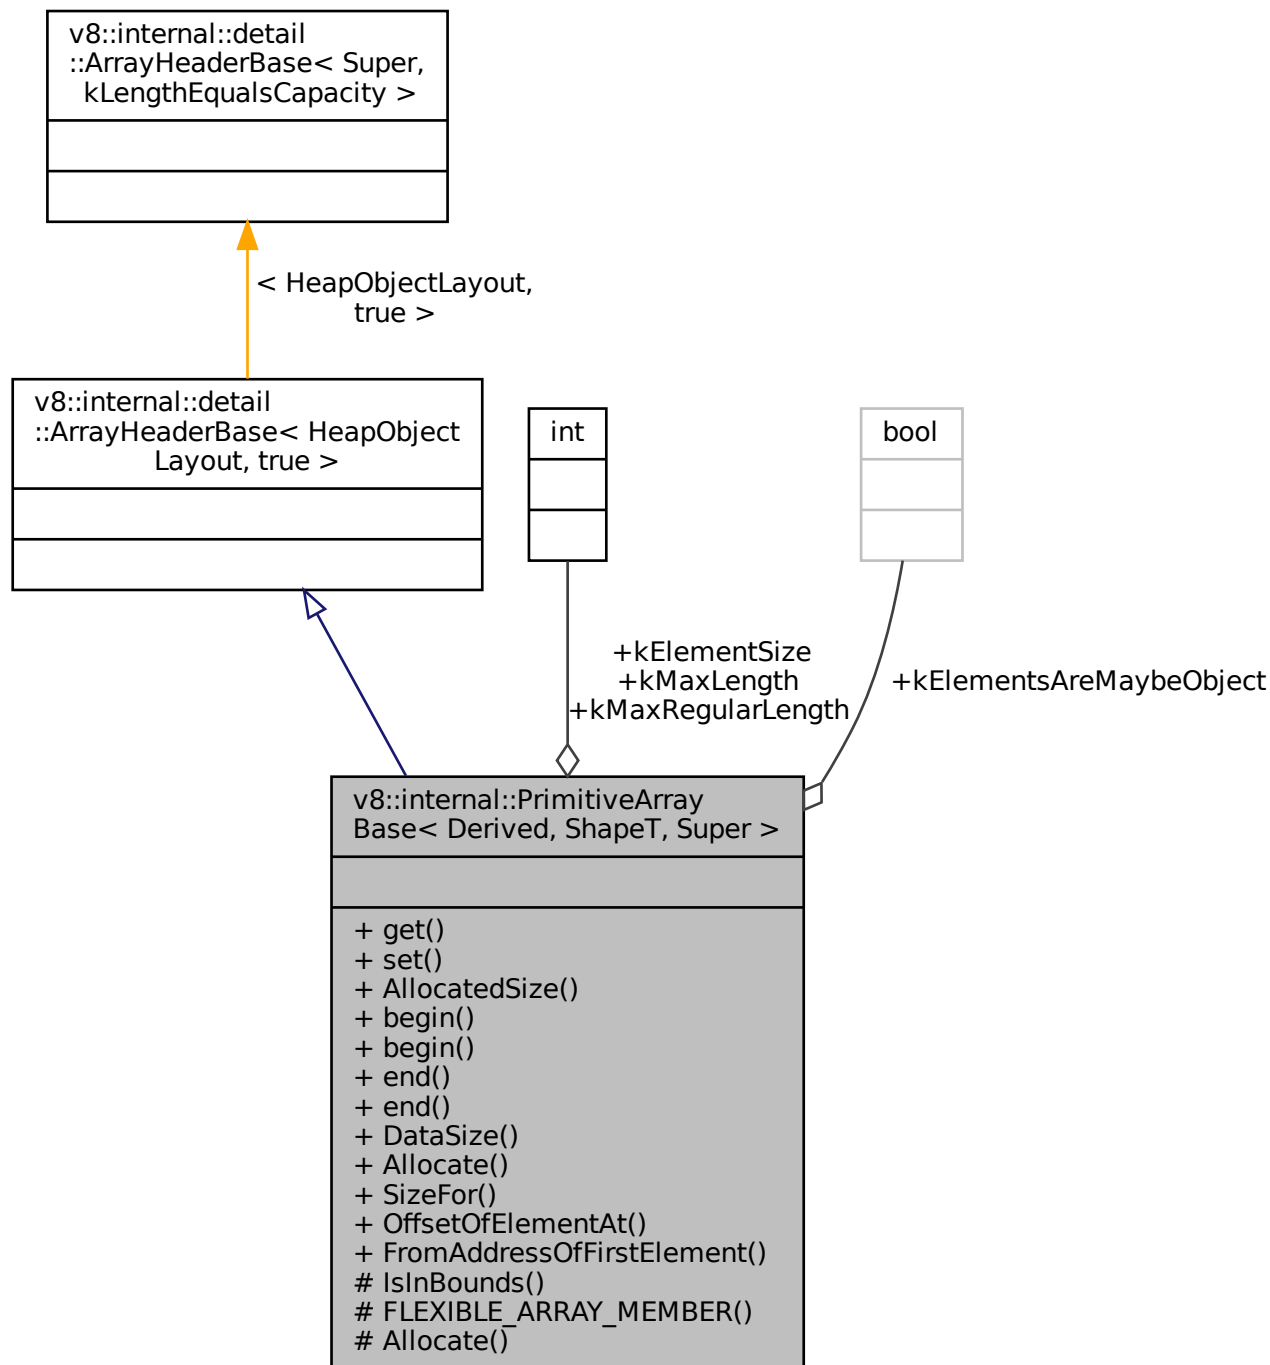 v8::internal::detail
::ArrayHeaderBase< Super,
kLengthEqualsCapacity >
< HeapObjectLayout,
true >
v8::internal::detail
::ArrayHeaderBase< HeapObject
Layout, true >
int
bool
+kElementSize
+kMaxLength
+kMaxRegularLength
+kElementsAreMaybeObject
v8::internal::PrimitiveArray
Base< Derived, ShapeT, Super >
+ get()
+ set()
+ AllocatedSize()
+ begin()
+ begin()
+ end()
+ end()
+ DataSize()
+ Allocate()
+ SizeFor()
+ OffsetOfElementAt()
+ FromAddressOfFirstElement()
# IsInBounds()
# FLEXIBLE_ARRAY_MEMBER()
# Allocate()